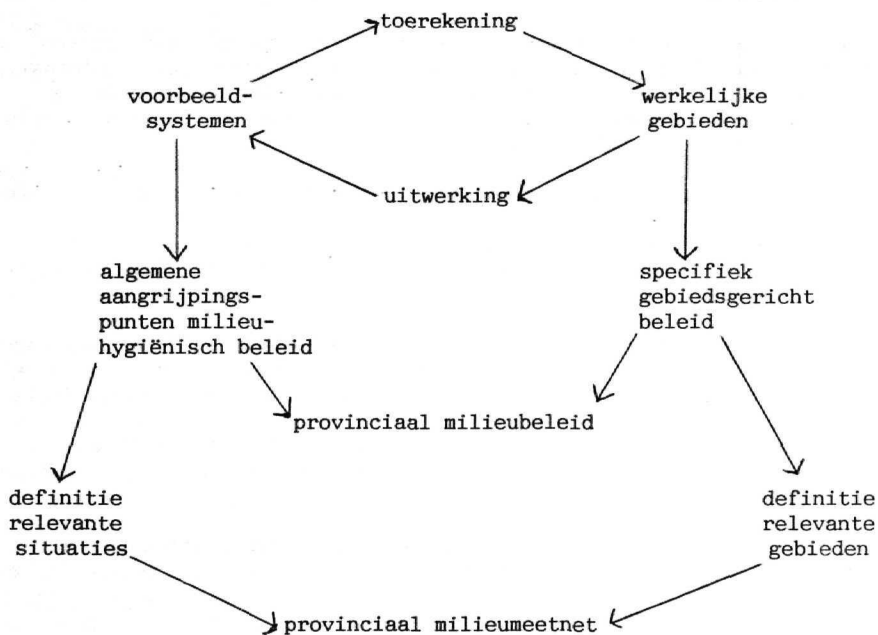 toerekening
voorbeeld-
systemen
werkelijke
gebieden
uitwerking
algemene
aangrijpings-
punten milieu-
hygiënisch beleid
specifiek
gebiedsgericht
beleid
provinciaal milieubeleid
definitie
relevante
situaties
definitie
relevante
gebieden
provinciaal milieumeetnet